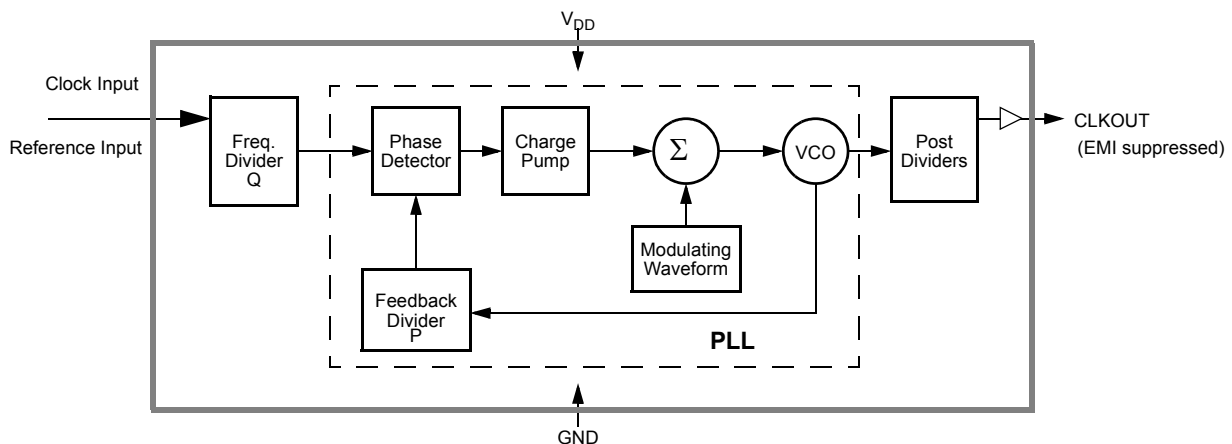 V_DD
Clock Input
Reference Input
Freq.
Divider
Q
Phase
Detector
Charge
Pump
Σ
VCO
Post
Dividers
CLKOUT
(EMI suppressed)
Modulating
Waveform
Feedback
Divider
P
PLL
GND